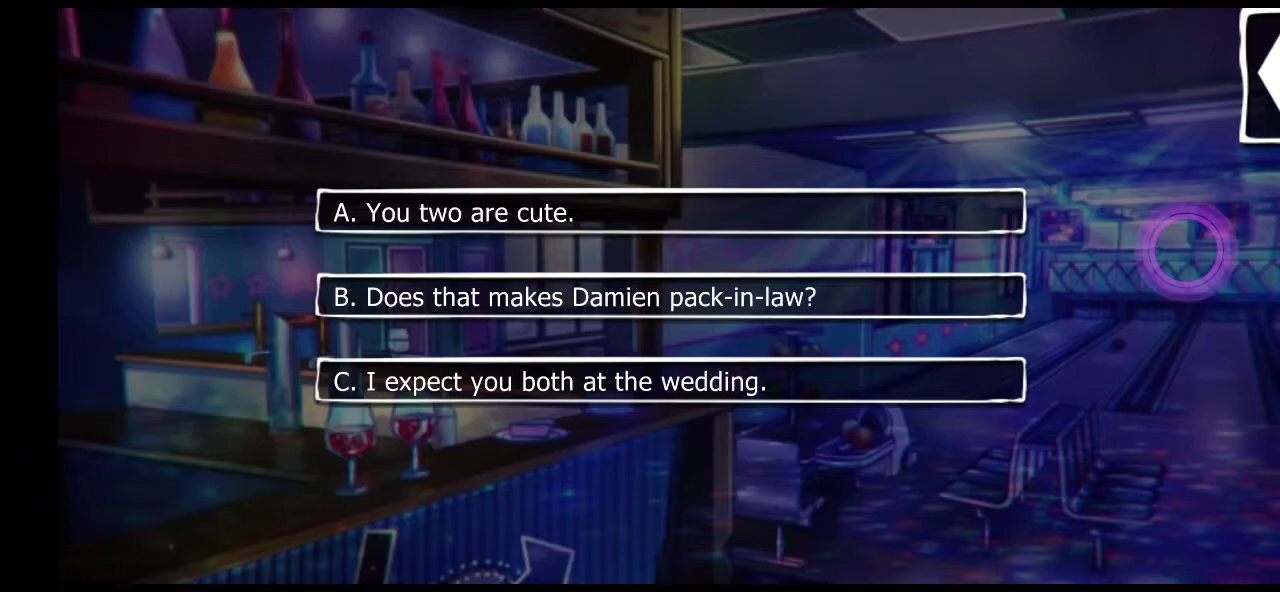 A. You two are cute.
B. Does that makes Damien pack-in-law?
C. I expect you both at the wedding.